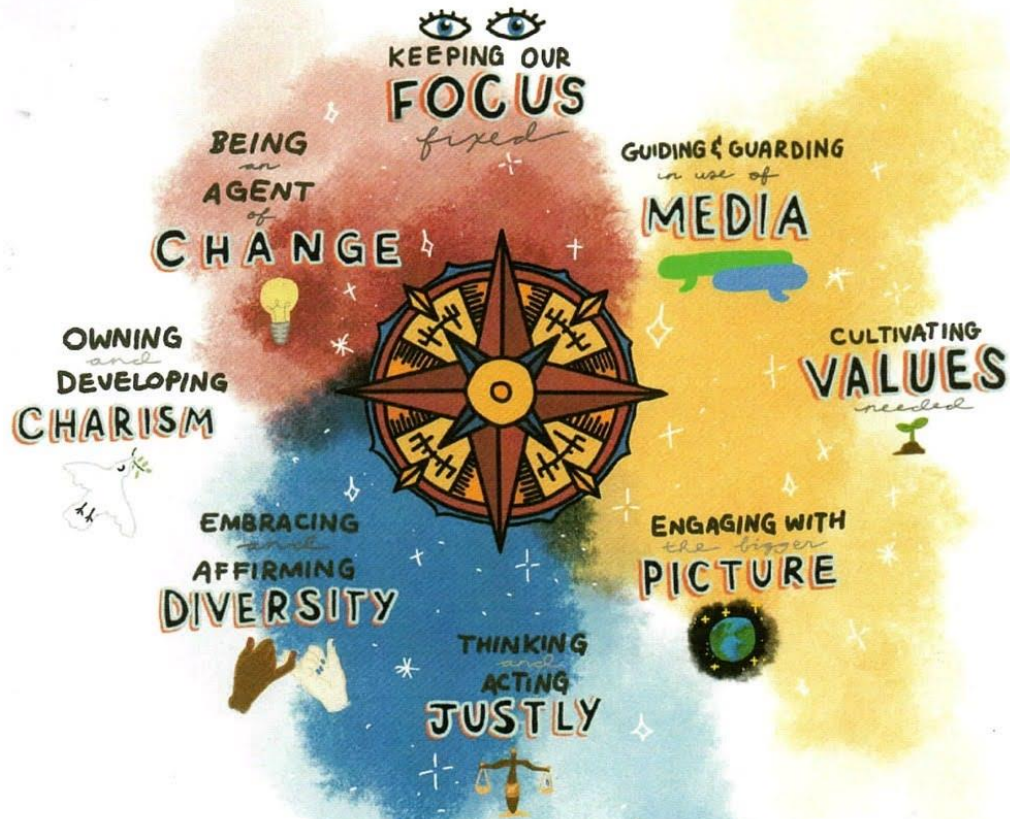 KEEPING OUR
FOCUS
fixed
BEING
an
AGENT
of
CHANGE
GUIDING & GUARDING
in use of
MEDIA
OWNING
and
DEVELOPING
CHARISM
CULTIVATING
VALUES
needed
EMBRACING
and
AFFIRMING
DIVERSITY
ENGAGING WITH
the bigger
PICTURE
THINKING
and
ACTING
JUSTLY